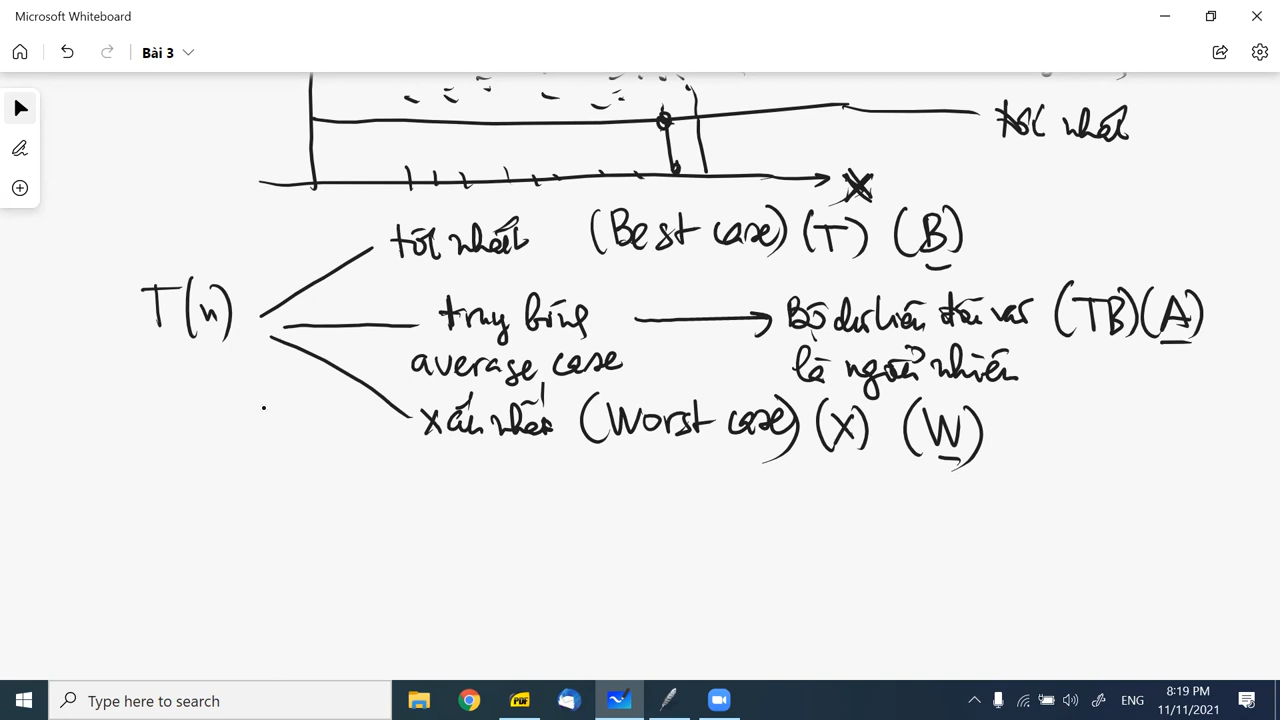 Microsoft Whiteboard
Bài 3
tốt nhất
X
tốt nhất (Best case) (T) (B)
T(n)
trung bình → Bộ dữ liệu đầu vào (TB) (A)
average case là ngẫu nhiên
xấu nhất (Worst case) (X) (W)
Type here to search
PDF
ENG
8:19 PM
11/11/2021